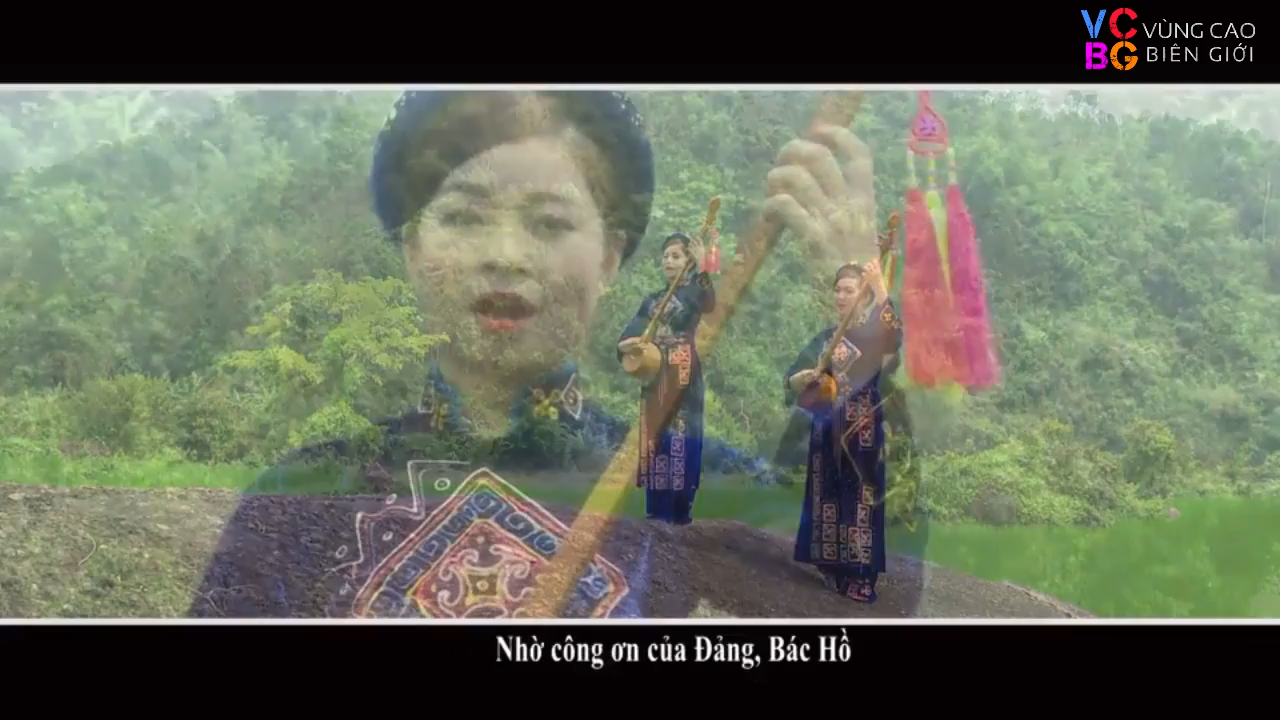 VC VÙNG CAO
BG BIÊN GIỚI
Nhờ công ơn của Đảng, Bác Hồ